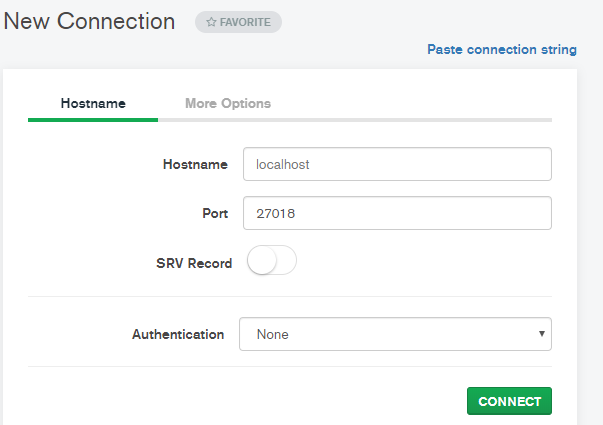 New Connection
FAVORITE
Paste connection string
Hostname
More Options
Hostname localhost
Port 27018
SRV Record
Authentication None
CONNECT